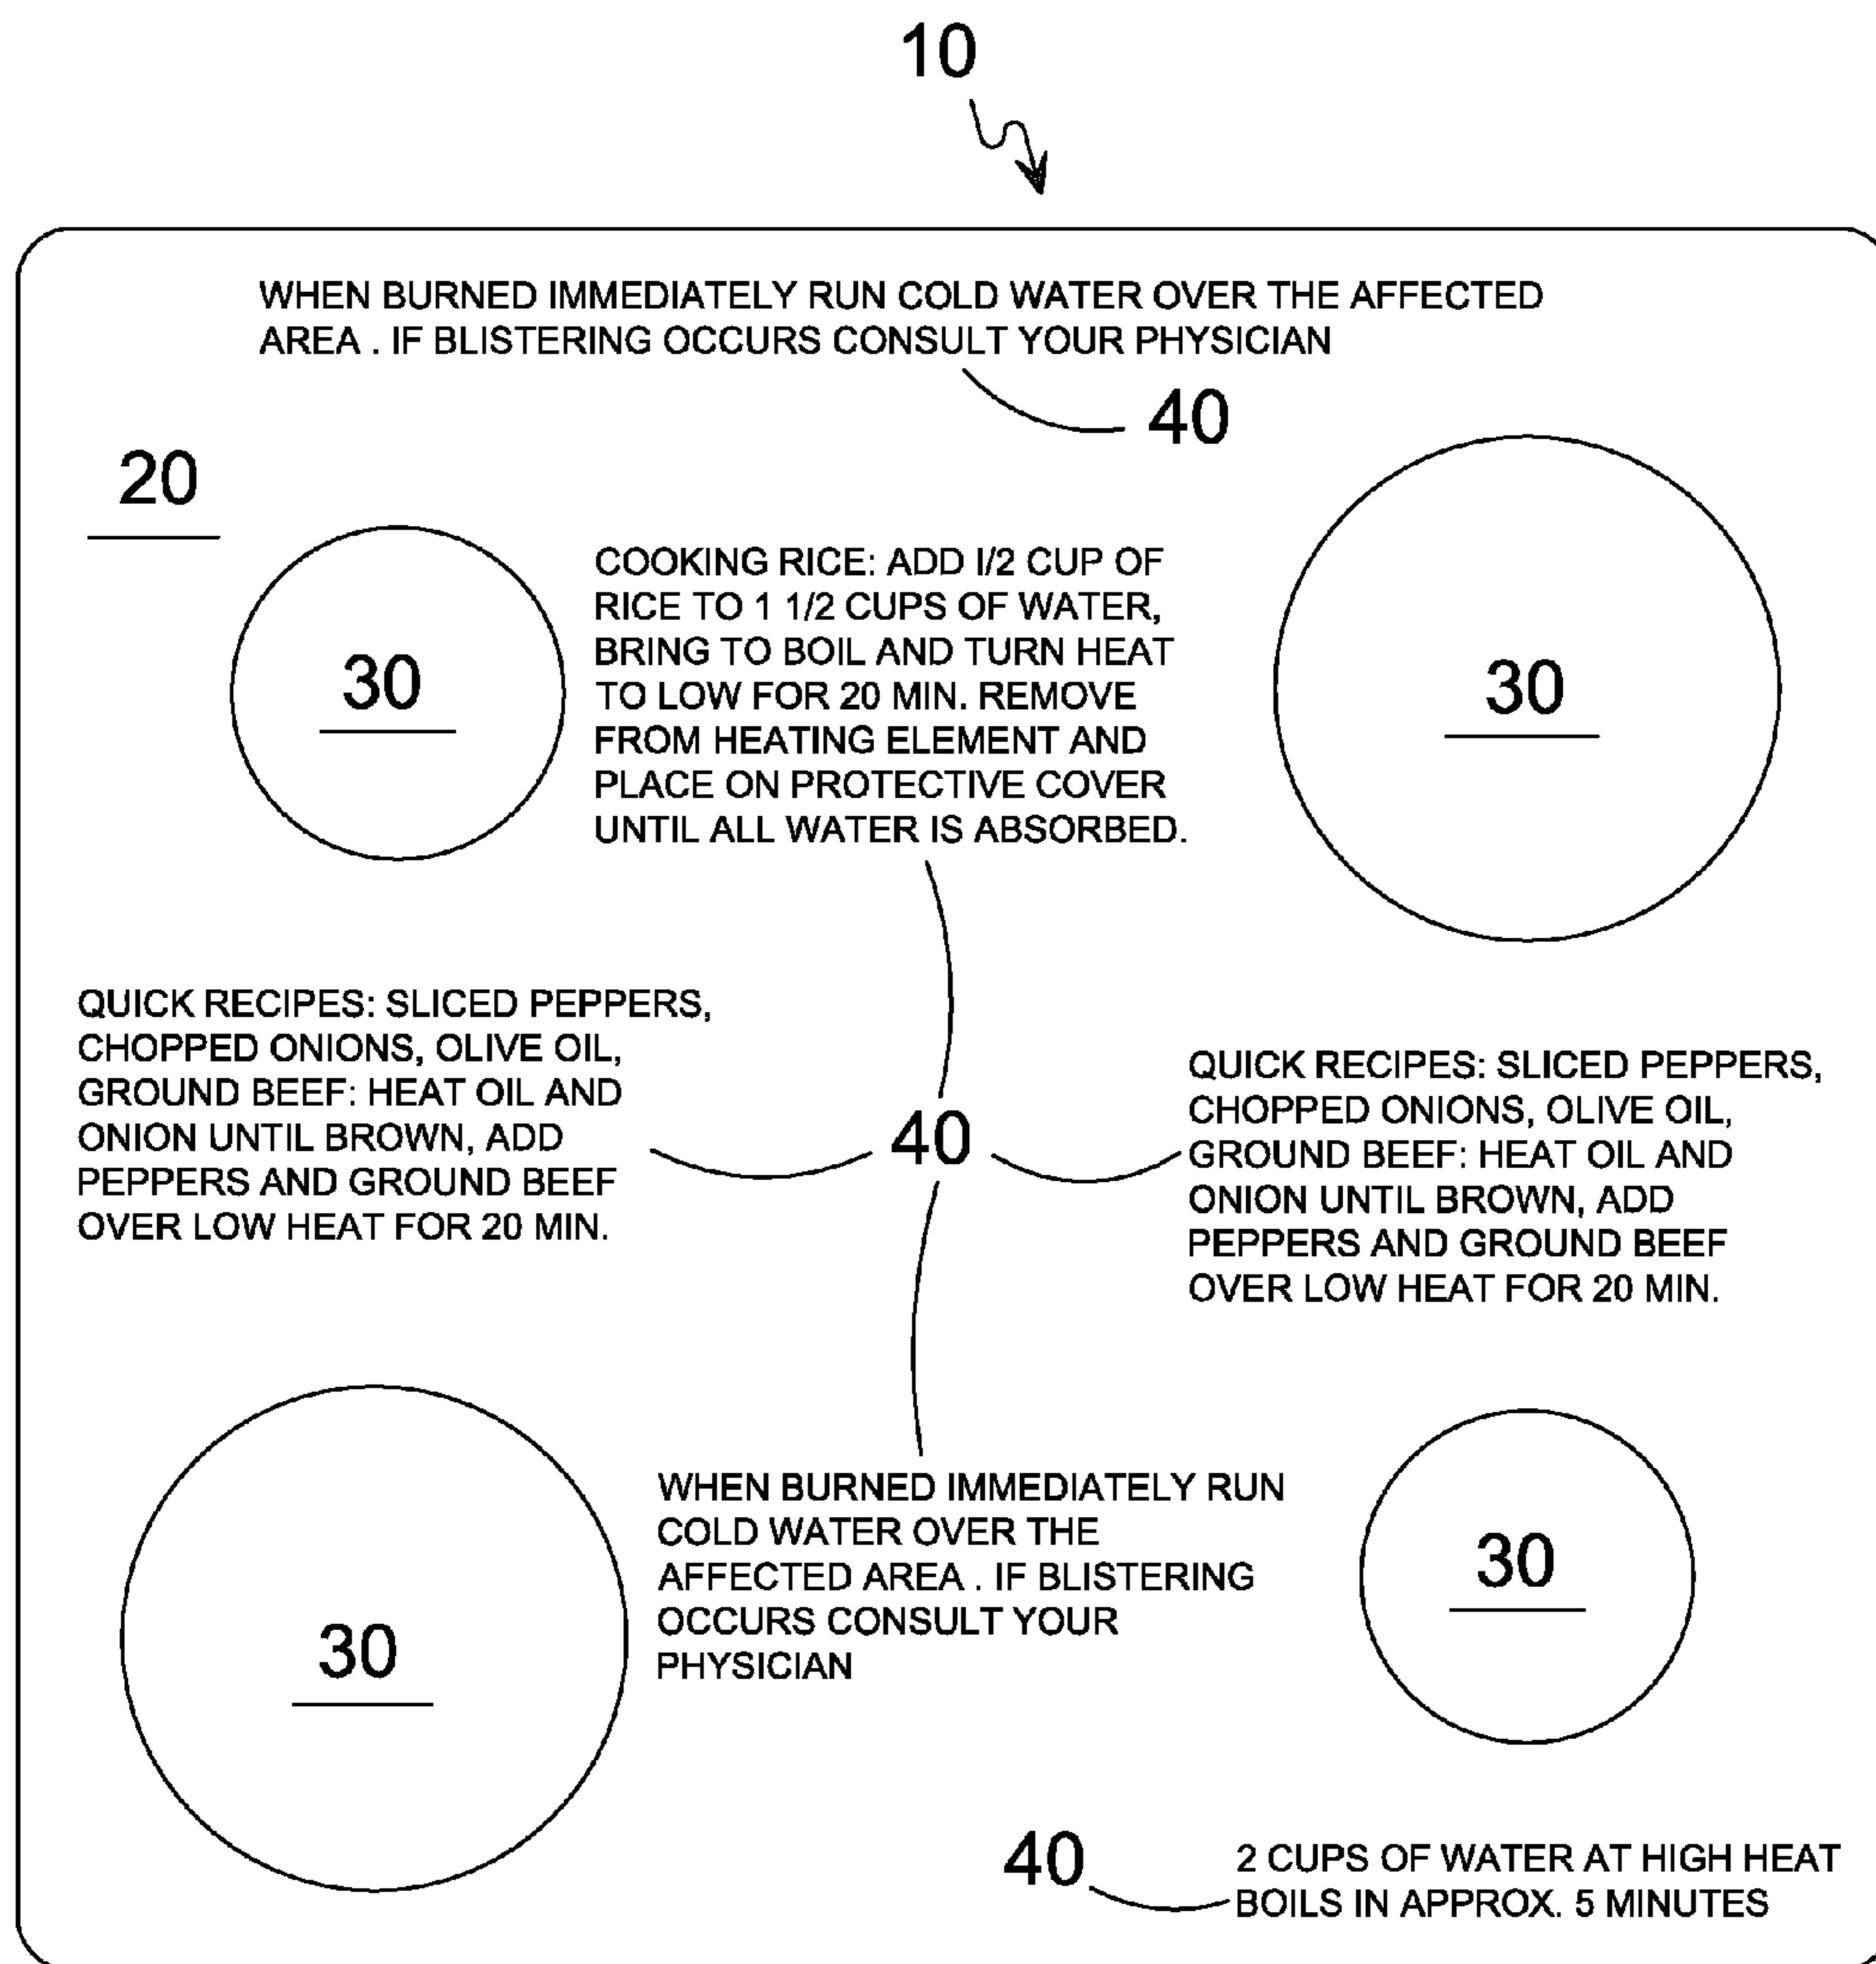 10
WHEN BURNED IMMEDIATELY RUN COLD WATER OVER THE AFFECTED
AREA . IF BLISTERING OCCURS CONSULT YOUR PHYSICIAN
40
20
30
COOKING RICE: ADD I/2 CUP OF
RICE TO 1 1/2 CUPS OF WATER,
BRING TO BOIL AND TURN HEAT
TO LOW FOR 20 MIN. REMOVE
FROM HEATING ELEMENT AND
PLACE ON PROTECTIVE COVER
UNTIL ALL WATER IS ABSORBED.
30
QUICK RECIPES: SLICED PEPPERS,
CHOPPED ONIONS, OLIVE OIL,
GROUND BEEF: HEAT OIL AND
ONION UNTIL BROWN, ADD
PEPPERS AND GROUND BEEF
OVER LOW HEAT FOR 20 MIN.
40
QUICK RECIPES: SLICED PEPPERS,
CHOPPED ONIONS, OLIVE OIL,
GROUND BEEF: HEAT OIL AND
ONION UNTIL BROWN, ADD
PEPPERS AND GROUND BEEF
OVER LOW HEAT FOR 20 MIN.
30
WHEN BURNED IMMEDIATELY RUN
COLD WATER OVER THE
AFFECTED AREA . IF BLISTERING
OCCURS CONSULT YOUR
PHYSICIAN
30
40
2 CUPS OF WATER AT HIGH HEAT
BOILS IN APPROX. 5 MINUTES